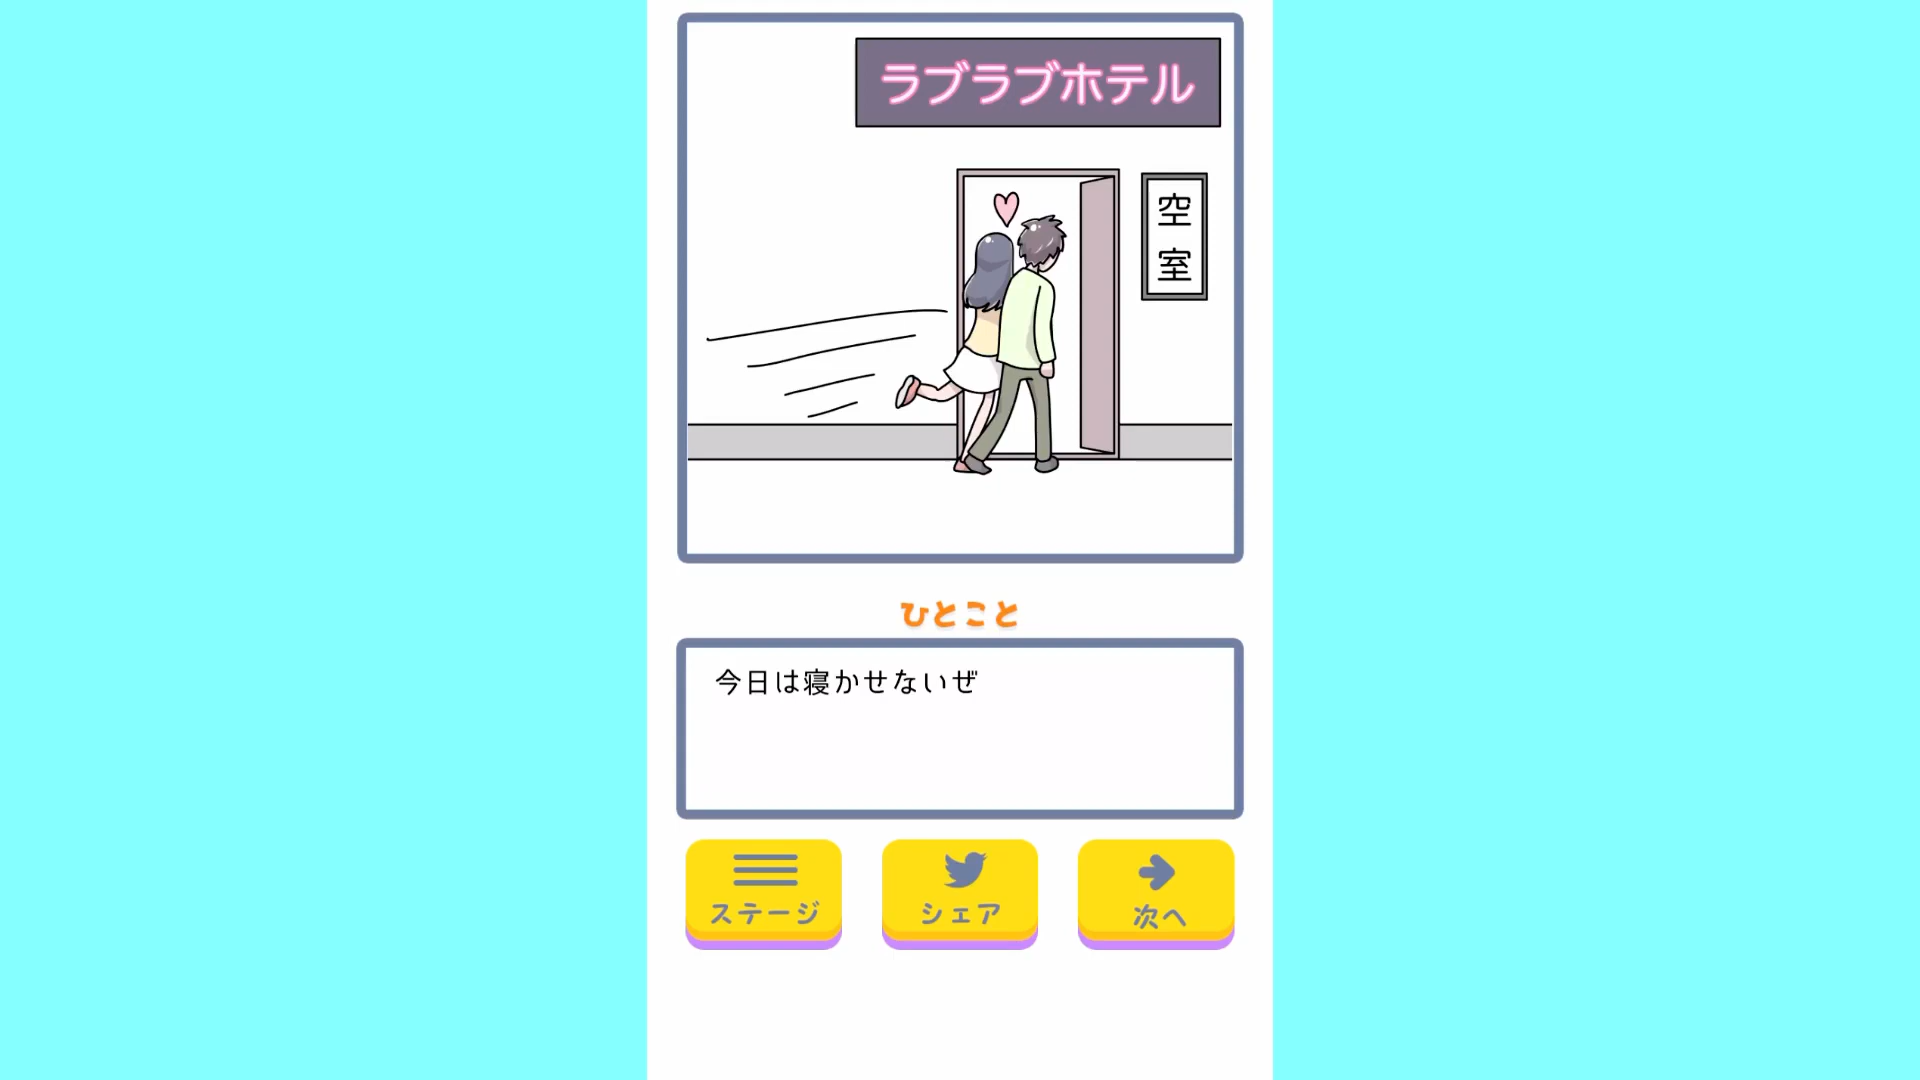 ラブラブホテル
空室
ひとこと
今日は寝かせないぜ
ステージ
シェア
次へ